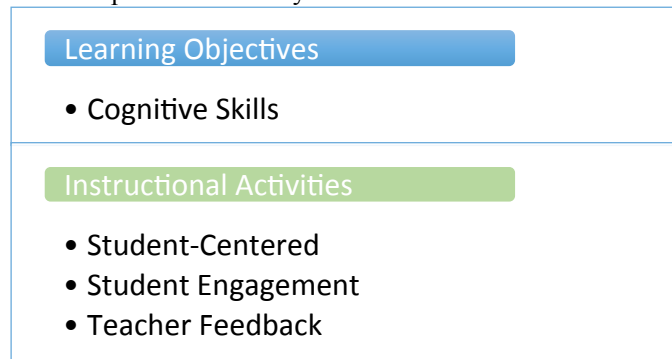 Learning Objectives
• Cognitive Skills
Instructional Activities
• Student-Centered
• Student Engagement
• Teacher Feedback